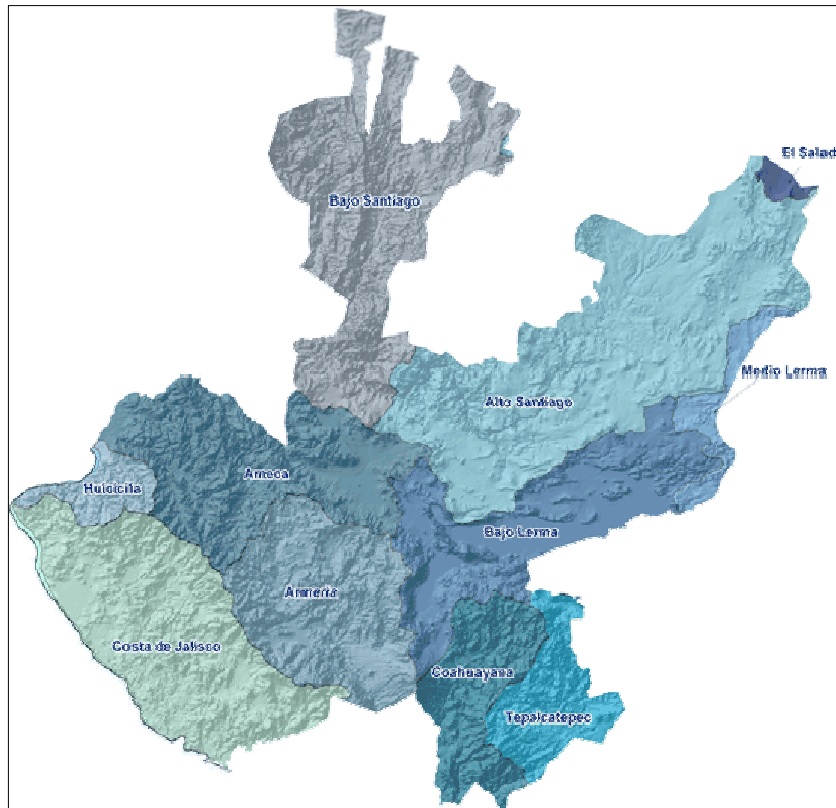 El Salad
Bajo Santiago
Medio Lerma
Alto Santiago
Ameca
Huicicila
Bajo Lerma
Armería
Costa de Jalisco
Coahuayana
Tepalcatepec